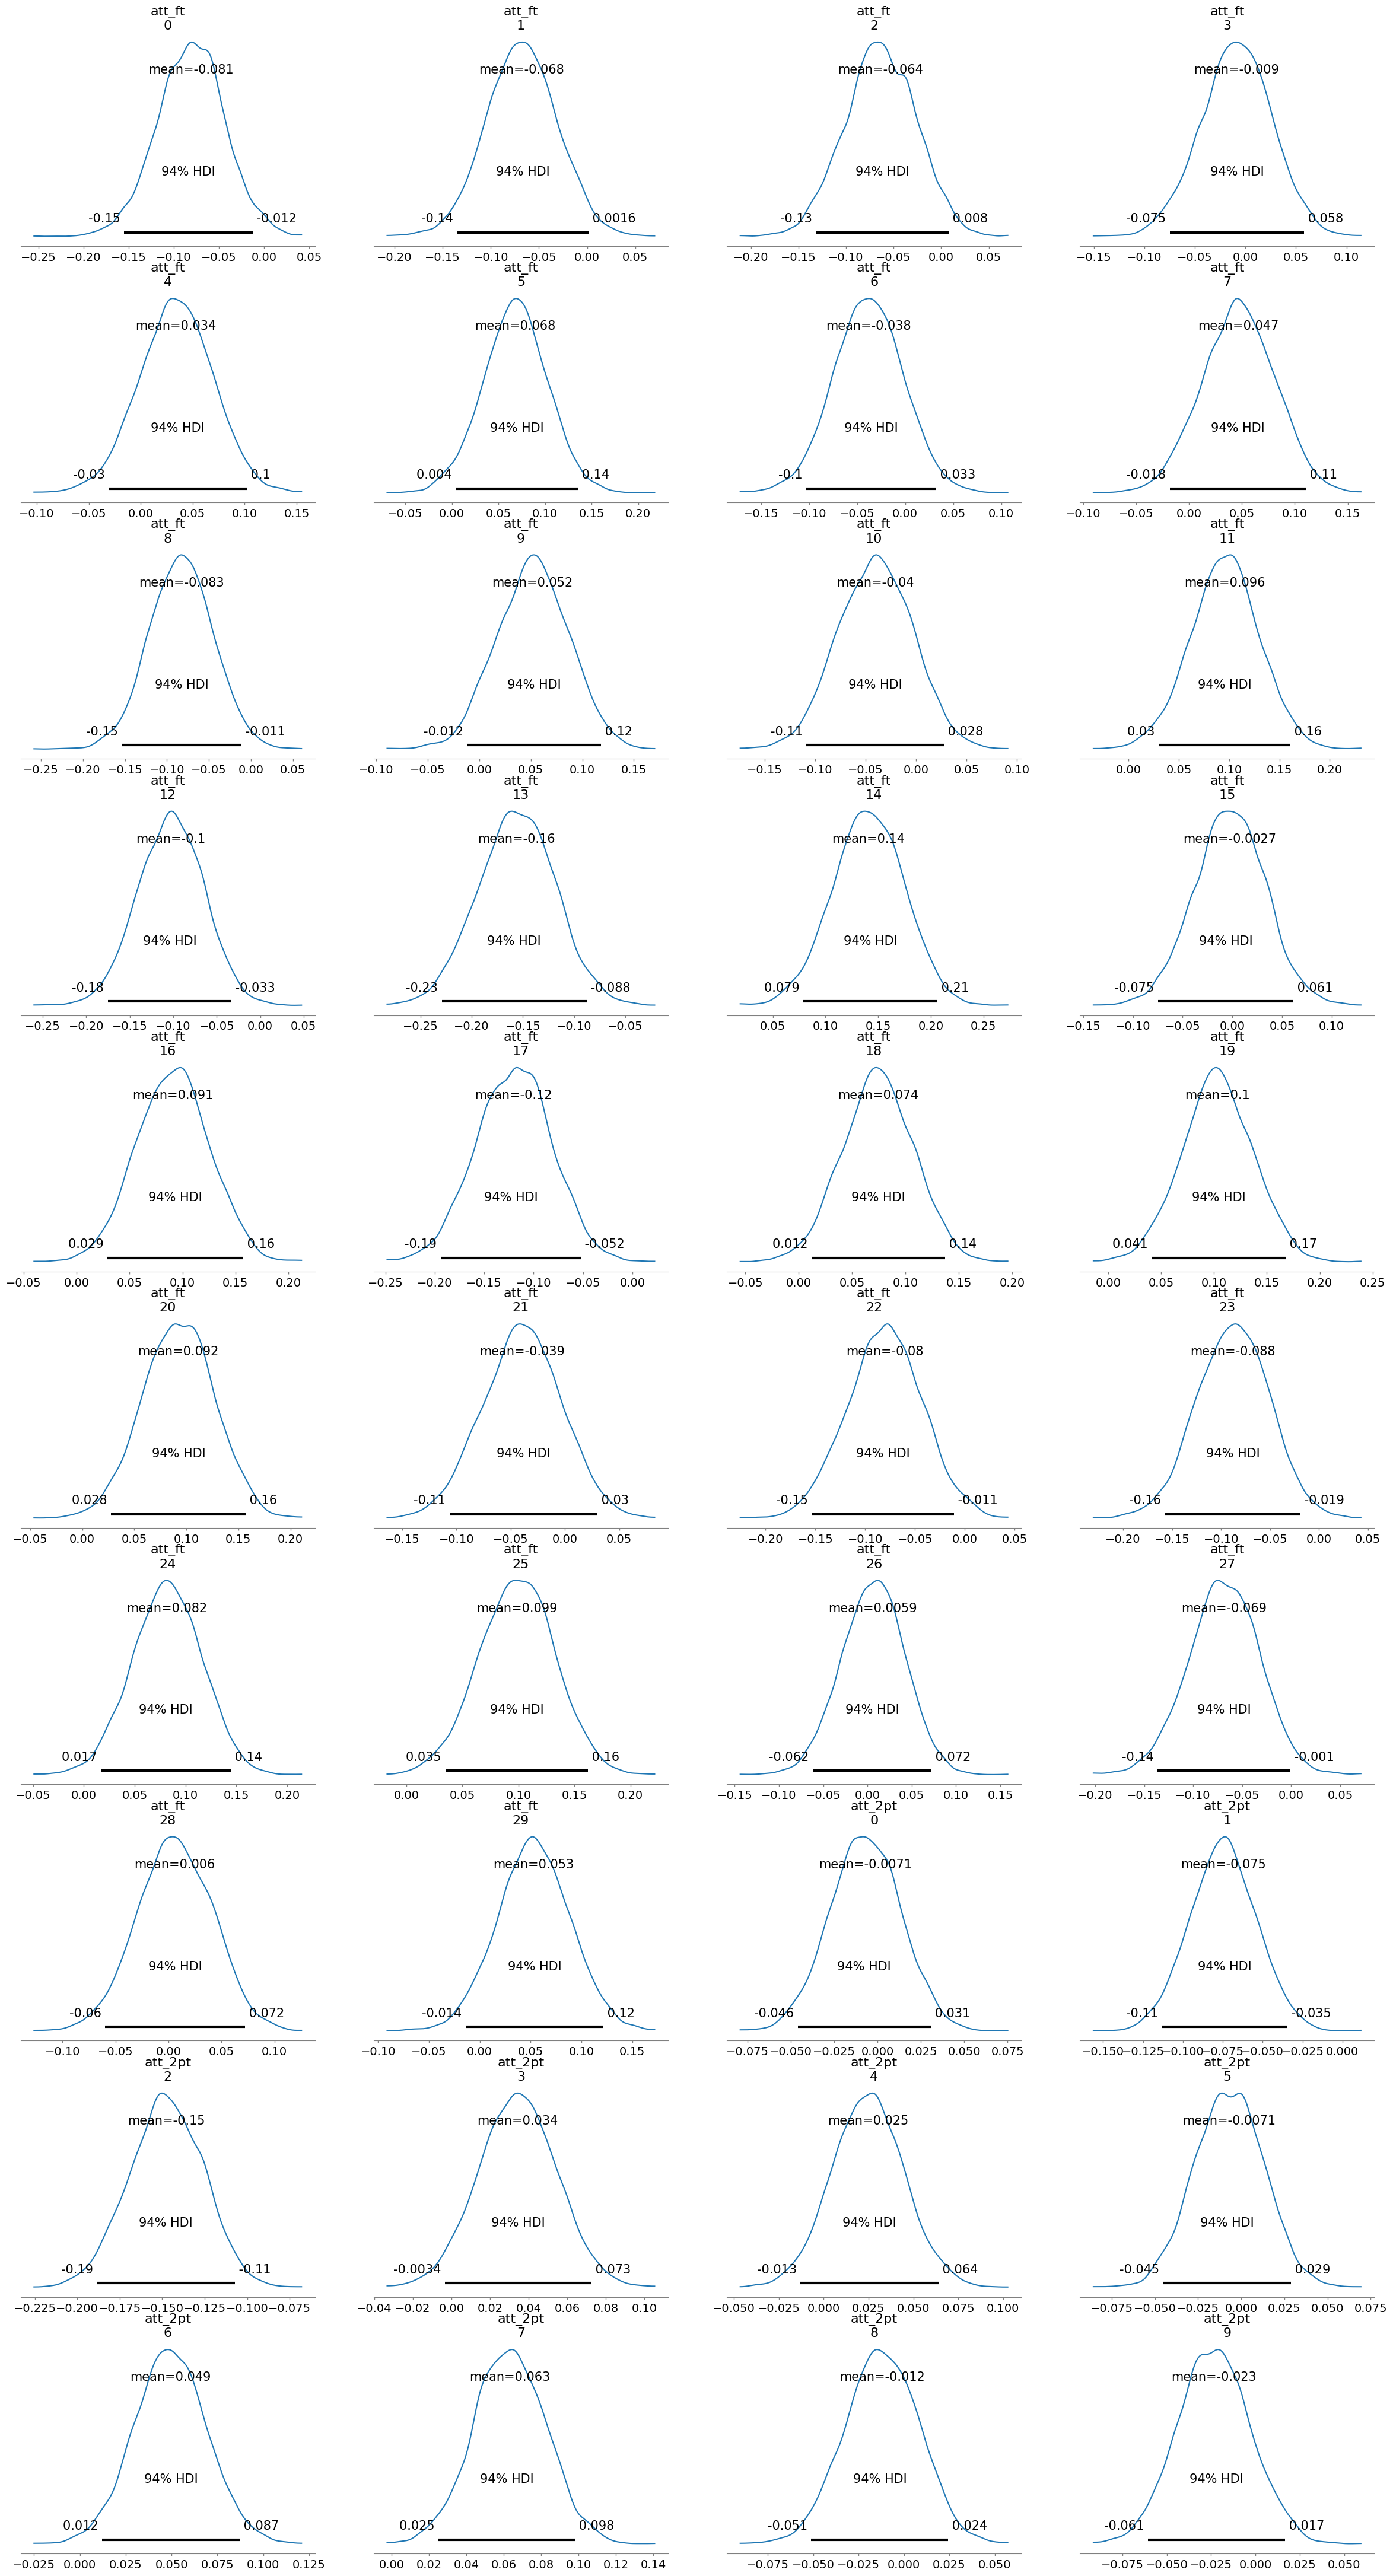 att_ft att_ft att_ft att_ft
0 1 2 3
mean=-0.081 mean=-0.068 mean=-0.064 mean=-0.009
94% HDI 94% HDI 94% HDI 94% HDI
-0.15 -0.012 -0.14 0.0016 -0.13 0.008 -0.075 0.058
−0.25 −0.20 −0.15 −0.10 −0.05 0.00 0.05 −0.20 −0.15 −0.10 −0.05 0.00 0.05 −0.20 −0.15 −0.10 −0.05 0.00 0.05 −0.15 −0.10 −0.05 0.00 0.05 0.10
att_ft att_ft att_ft att_ft
4 5 6 7
mean=0.034 mean=0.068 mean=-0.038 mean=0.047
94% HDI 94% HDI 94% HDI 94% HDI
-0.03 0.1 0.004 0.14 -0.1 0.033 -0.018 0.11
−0.10 −0.05 0.00 0.05 0.10 0.15 −0.05 0.00 0.05 0.10 0.15 0.20 −0.15 −0.10 −0.05 0.00 0.05 0.10 −0.10 −0.05 0.00 0.05 0.10 0.15
att_ft att_ft att_ft att_ft
8 9 10 11
mean=-0.083 mean=0.052 mean=-0.04 mean=0.096
94% HDI 94% HDI 94% HDI 94% HDI
-0.15 -0.011 -0.012 0.12 -0.11 0.028 0.03 0.16
−0.25 −0.20 −0.15 −0.10 −0.05 0.00 0.05 −0.10 −0.05 0.00 0.05 0.10 0.15 −0.15 −0.10 −0.05 0.00 0.05 0.10 0.00 0.05 0.10 0.15 0.20
att_ft att_ft att_ft att_ft
12 13 14 15
mean=-0.1 mean=-0.16 mean=0.14 mean=-0.0027
94% HDI 94% HDI 94% HDI 94% HDI
-0.18 -0.033 -0.23 -0.088 0.079 0.21 -0.075 0.061
−0.25 −0.20 −0.15 −0.10 −0.05 0.00 0.05 −0.25 −0.20 −0.15 −0.10 −0.05 0.05 0.10 0.15 0.20 0.25 −0.15 −0.10 −0.05 0.00 0.05 0.10
att_ft att_ft att_ft att_ft
16 17 18 19
mean=0.091 mean=-0.12 mean=0.074 mean=0.1
94% HDI 94% HDI 94% HDI 94% HDI
0.029 0.16 -0.19 -0.052 0.012 0.14 0.041 0.17
−0.05 0.00 0.05 0.10 0.15 0.20 −0.25 −0.20 −0.15 −0.10 −0.05 0.00 −0.05 0.00 0.05 0.10 0.15 0.20 0.00 0.05 0.10 0.15 0.20 0.25
att_ft att_ft att_ft att_ft
20 21 22 23
mean=0.092 mean=-0.039 mean=-0.08 mean=-0.088
94% HDI 94% HDI 94% HDI 94% HDI
0.028 0.16 -0.11 0.03 -0.15 -0.011 -0.16 -0.019
−0.05 0.00 0.05 0.10 0.15 0.20 −0.15 −0.10 −0.05 0.00 0.05 −0.20 −0.15 −0.10 −0.05 0.00 0.05 −0.20 −0.15 −0.10 −0.05 0.00 0.05
att_ft att_ft att_ft att_ft
24 25 26 27
mean=0.082 mean=0.099 mean=0.0059 mean=-0.069
94% HDI 94% HDI 94% HDI 94% HDI
0.017 0.14 0.035 0.16 -0.062 0.072 -0.14 -0.001
−0.05 0.00 0.05 0.10 0.15 0.20 0.00 0.05 0.10 0.15 0.20 −0.15 −0.10 −0.05 0.00 0.05 0.10 0.15 −0.20 −0.15 −0.10 −0.05 0.00 0.05
att_ft att_ft att_2pt att_2pt
28 29 0 1
mean=0.006 mean=0.053 mean=-0.0071 mean=-0.075
94% HDI 94% HDI 94% HDI 94% HDI
-0.06 0.072 -0.014 0.12 -0.046 0.031 -0.11 -0.035
−0.10 −0.05 0.00 0.05 0.10 −0.10 −0.05 0.00 0.05 0.10 0.15 −0.075 −0.050 −0.025 0.000 0.025 0.050 0.075 −0.150 −0.125 −0.100 −0.075 −0.050 −0.025 0.000
att_2pt att_2pt att_2pt att_2pt
2 3 4 5
mean=-0.15 mean=0.034 mean=0.025 mean=-0.0071
94% HDI 94% HDI 94% HDI 94% HDI
-0.19 -0.11 -0.0034 0.073 -0.013 0.064 -0.045 0.029
−0.225 −0.200 −0.175 −0.150 −0.125 −0.100 −0.075 −0.04 −0.02 0.00 0.02 0.04 0.06 0.08 0.10 −0.050 −0.025 0.000 0.025 0.050 0.075 0.100 −0.075 −0.050 −0.025 0.000 0.025 0.050 0.075
att_2pt att_2pt att_2pt att_2pt
6 7 8 9
mean=0.049 mean=0.063 mean=-0.012 mean=-0.023
94% HDI 94% HDI 94% HDI 94% HDI
0.012 0.087 0.025 0.098 -0.051 0.024 -0.061 0.017
−0.025 0.000 0.025 0.050 0.075 0.100 0.125 0.00 0.02 0.04 0.06 0.08 0.10 0.12 0.14 −0.075 −0.050 −0.025 0.000 0.025 0.050 −0.075 −0.050 −0.025 0.000 0.025 0.050